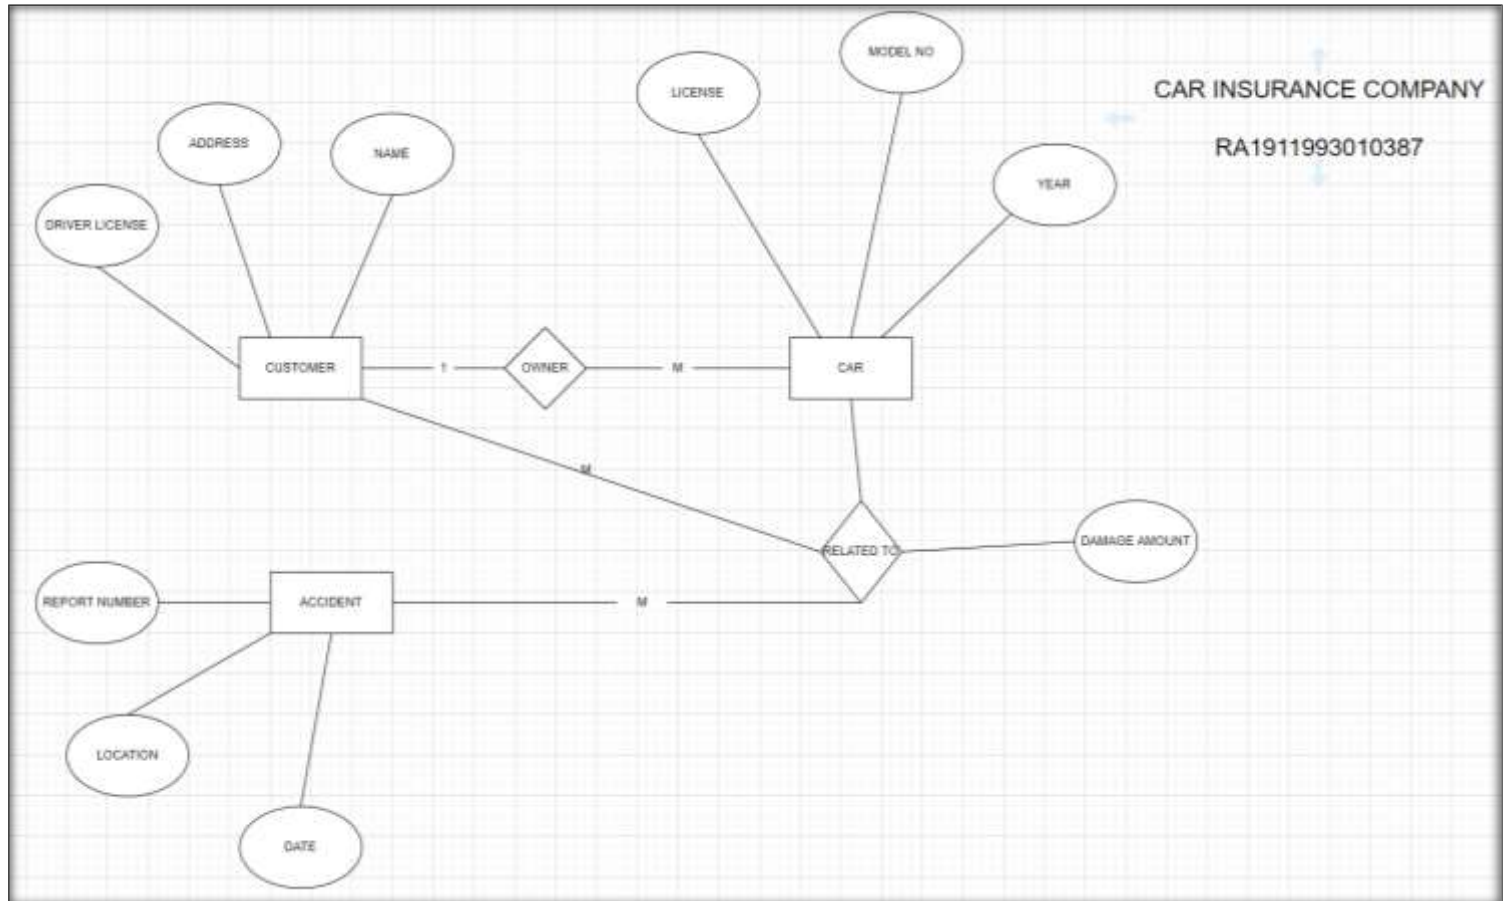 MODEL NO
LICENSE
CAR INSURANCE COMPANY
ADDRESS
NAME
RA1911993010387
YEAR
DRIVER LICENSE
CUSTOMER
1
OWNER
M
CAR
M
RELATED TO
DAMAGE AMOUNT
REPORT NUMBER
ACCIDENT
M
LOCATION
DATE